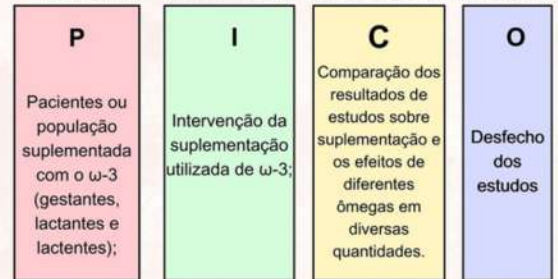 P
Pacientes ou
população
suplementada
com o ω-3
(gestantes,
lactantes e
lactentes);
I
Intervenção da
suplementação
utilizada de ω-3;
C
Comparação dos
resultados de
estudos sobre
suplementação e
os efeitos de
diferentes
ômegas em
diversas
quantidades.
O
Desfecho
dos
estudos